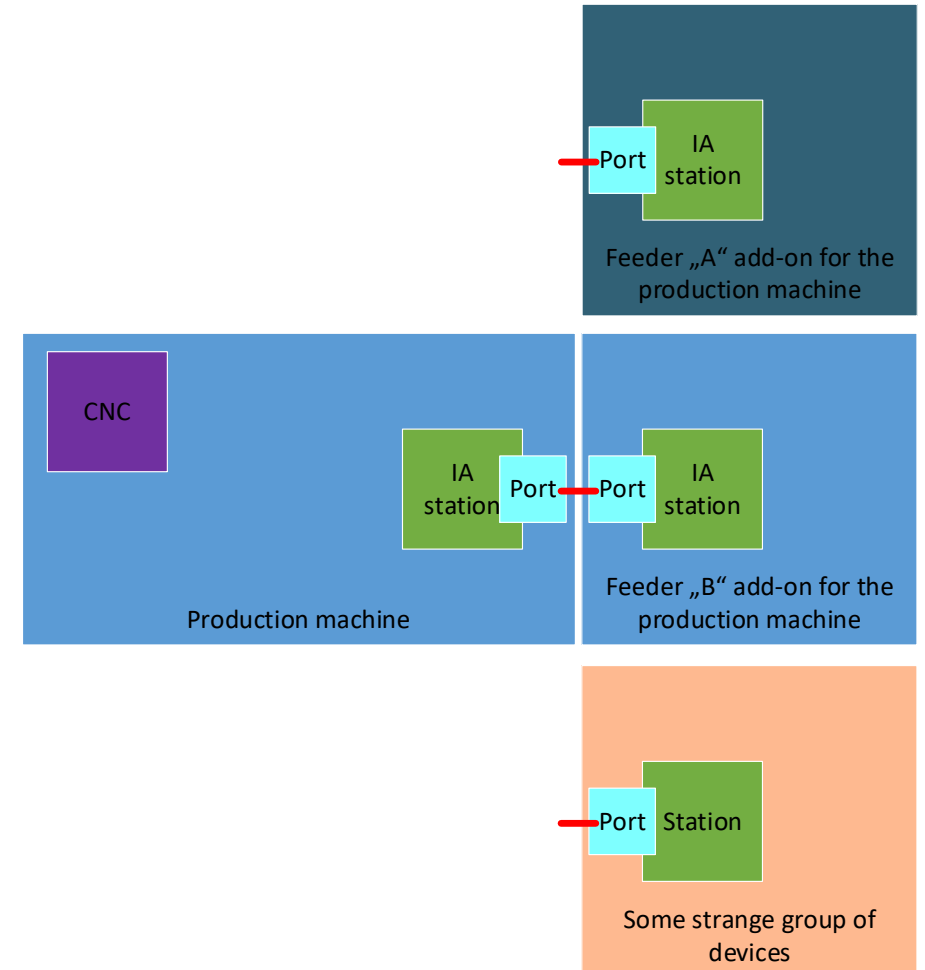 Port
IA
station
Feeder „A“ add-on for the
production machine
CNC
IA
station
Port
Port
IA
station
Production machine
Feeder „B“ add-on for the
production machine
Port
Station
Some strange group of
devices